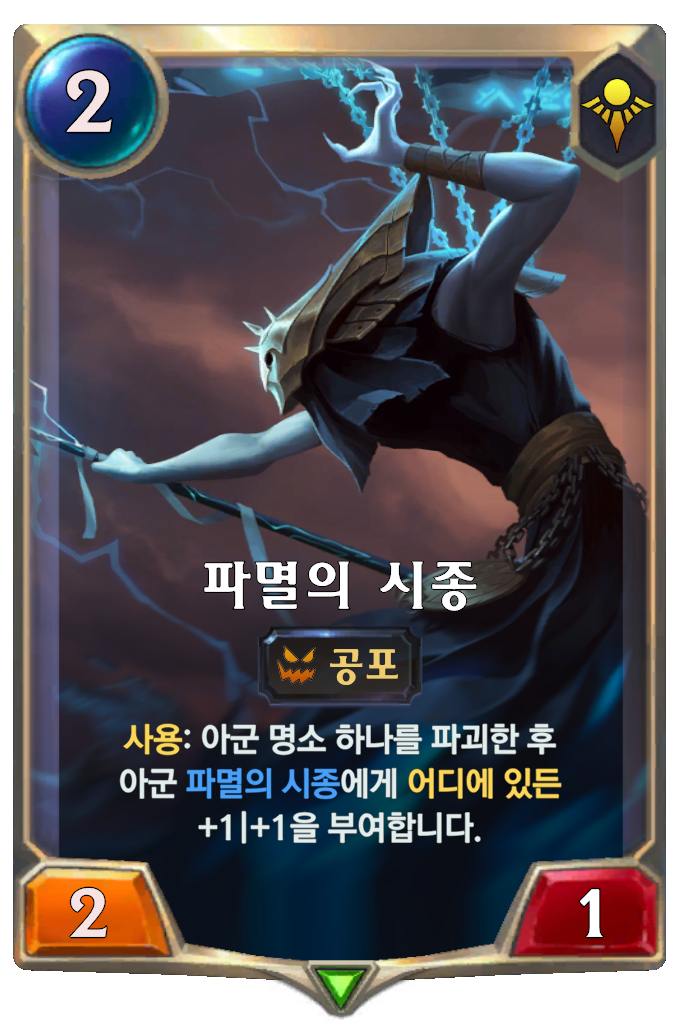 2
파멸의 시종
공포
사용: 아군 명소 하나를 파괴한 후
아군 파멸의 시종에게 어디에 있든
+1|+1을 부여합니다.
2
1